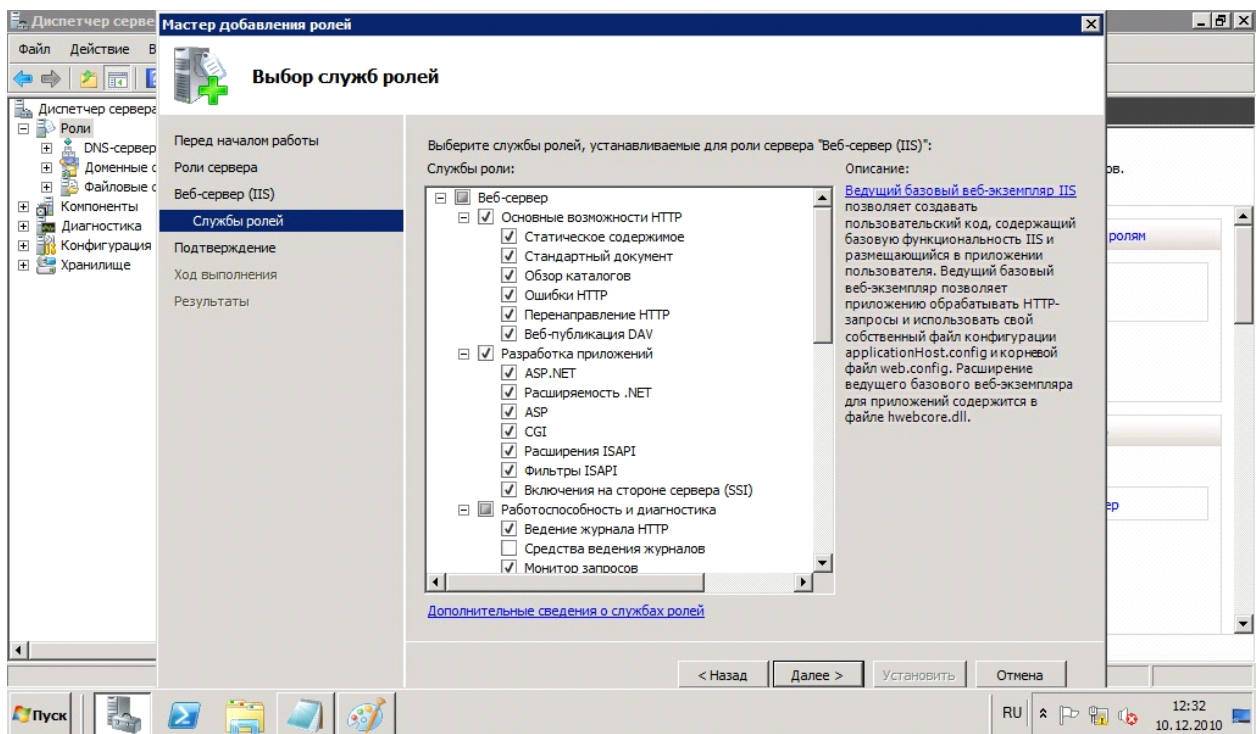 Диспетчер серве
Мастер добавления ролей
Файл Действие В
Выбор служб ролей
Диспетчер сервера
Роли
DNS-сервер
Доменные с
Файловые с
Компоненты
Диагностика
Конфигурация
Хранилище
Перед началом работы
Роли сервера
Веб-сервер (IIS)
Службы ролей
Подтверждение
Ход выполнения
Результаты
Выберите службы ролей, устанавливаемые для роли сервера "Веб-сервер (IIS)":
Службы роли:
Веб-сервер
Основные возможности HTTP
Статическое содержимое
Стандартный документ
Обзор каталогов
Ошибки HTTP
Перенаправление HTTP
Веб-публикация DAV
Разработка приложений
ASP.NET
Расширяемость .NET
ASP
CGI
Расширения ISAPI
Фильтры ISAPI
Включения на стороне сервера (SSI)
Работоспособность и диагностика
Ведение журнала HTTP
Средства ведения журналов
Монитор запросов
Описание:
Ведущий базовый веб-экземпляр IIS
позволяет создавать
пользовательский код, содержащий
базовую функциональность IIS и
размещающийся в приложении
пользователя. Ведущий базовый
веб-экземпляр позволяет
приложению обрабатывать HTTP-
запросы и использовать свой
собственный файл конфигурации
applicationHost.config и корневой
файл web.config. Расширение
ведущего базового веб-экземпляра
для приложений содержится в
файле hwebcore.dll.
Дополнительные сведения о службах ролей
ов.
ролям
ер
< Назад Далее > Установить Отмена
Пуск
RU
12:32
10.12.2010